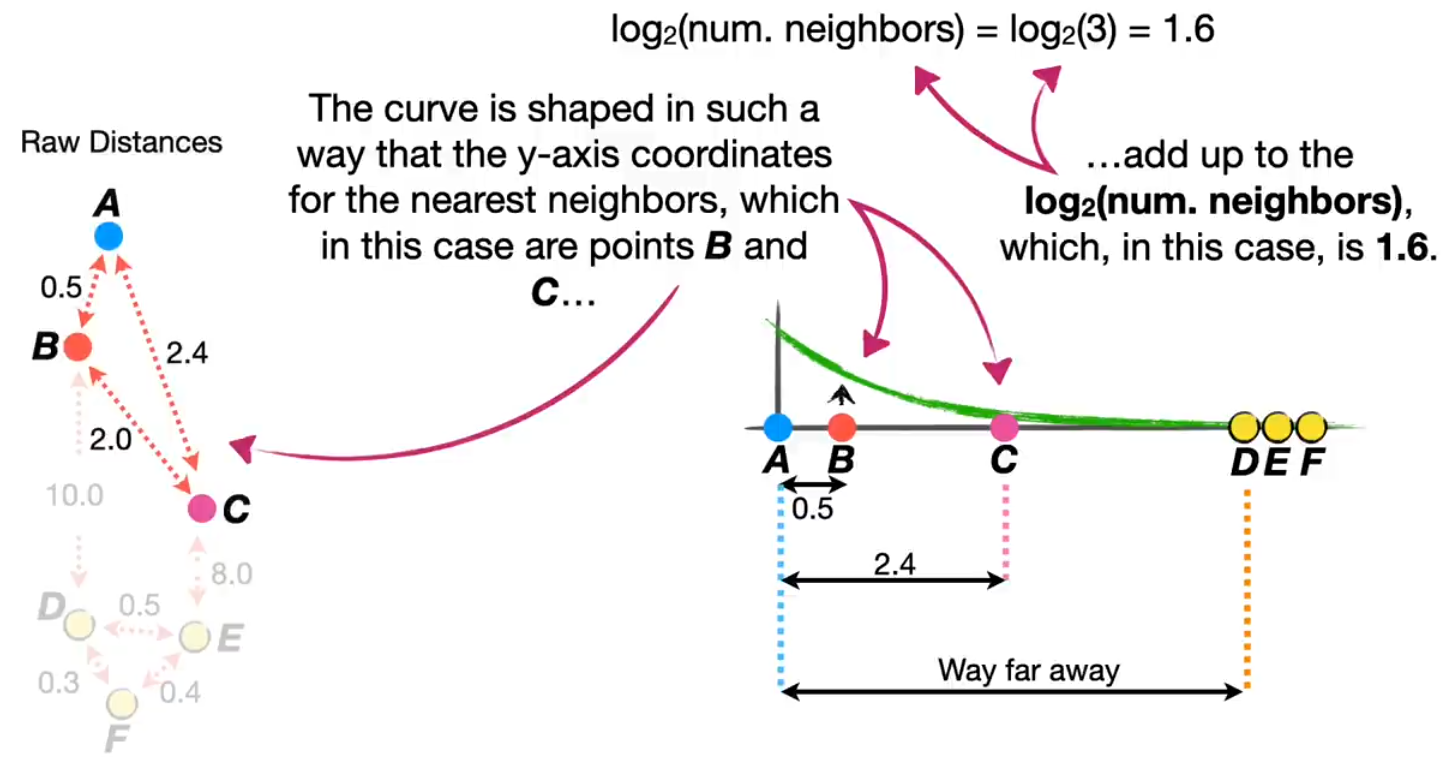 log₂(num. neighbors) = log₂(3) = 1.6
The curve is shaped in such a
way that the y-axis coordinates
for the nearest neighbors, which
in this case are points B and
C…
…add up to the
log₂(num. neighbors),
which, in this case, is 1.6.
Raw Distances
A
0.5
B
2.4
2.0
10.0
C
8.0
D
0.5
E
0.3
0.4
F
A
B
C
D
E
F
0.5
2.4
Way far away